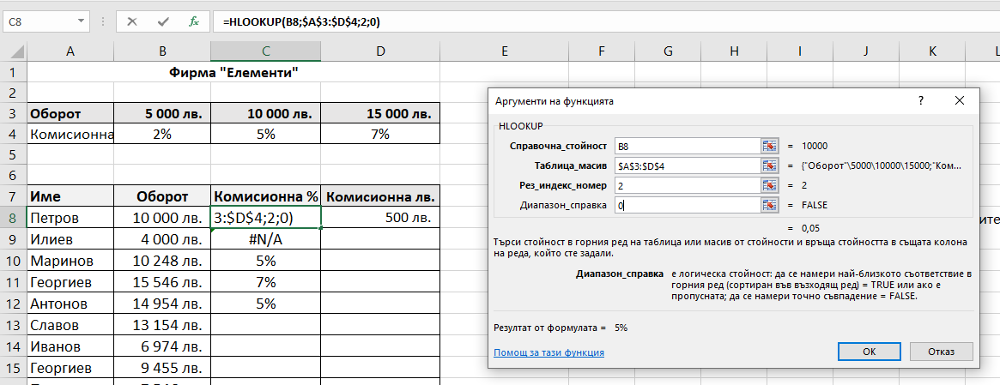 C8 =HLOOKUP(B8;$A$3:$D$4;2;0)
A B C D E F G H I J K L
1 Фирма "Елементи"
2
3 Оборот 5 000 лв. 10 000 лв. 15 000 лв.
4 Комисионна 2% 5% 7%
5
6
7 Име Оборот Комисионна % Комисионна лв.
8 Петров 10 000 лв. 3:$D$4;2;0) 500 лв.
9 Илиев 4 000 лв. #N/A
10 Маринов 10 248 лв. 5%
11 Георгиев 15 546 лв. 7%
12 Антонов 14 954 лв. 5%
13 Славов 13 154 лв.
14 Иванов 6 974 лв.
15 Георгиев 9 455 лв.
Аргументи на функцията ?
HLOOKUP
Справочна_стойност B8 = 10000
Таблица_масив $A$3:$D$4 = {"Оборот"\5000\10000\15000;"Ком...
Рез_индекс_номер 2 = 2
Диапазон_справка 0 = FALSE
= 0,05
Търси стойност в горния ред на таблица или масив от стойности и връща стойността в същата колона
на реда, който сте задали.
Диапазон_справка е логическа стойност: да се намери най-близкото съответствие в
горния ред (сортиран във възходящ ред) = TRUE или ако е
пропусната; да се намери точно съвпадение = FALSE.
Резултат от формулата = 5%
Помощ за тази функция OK Отказ
ите